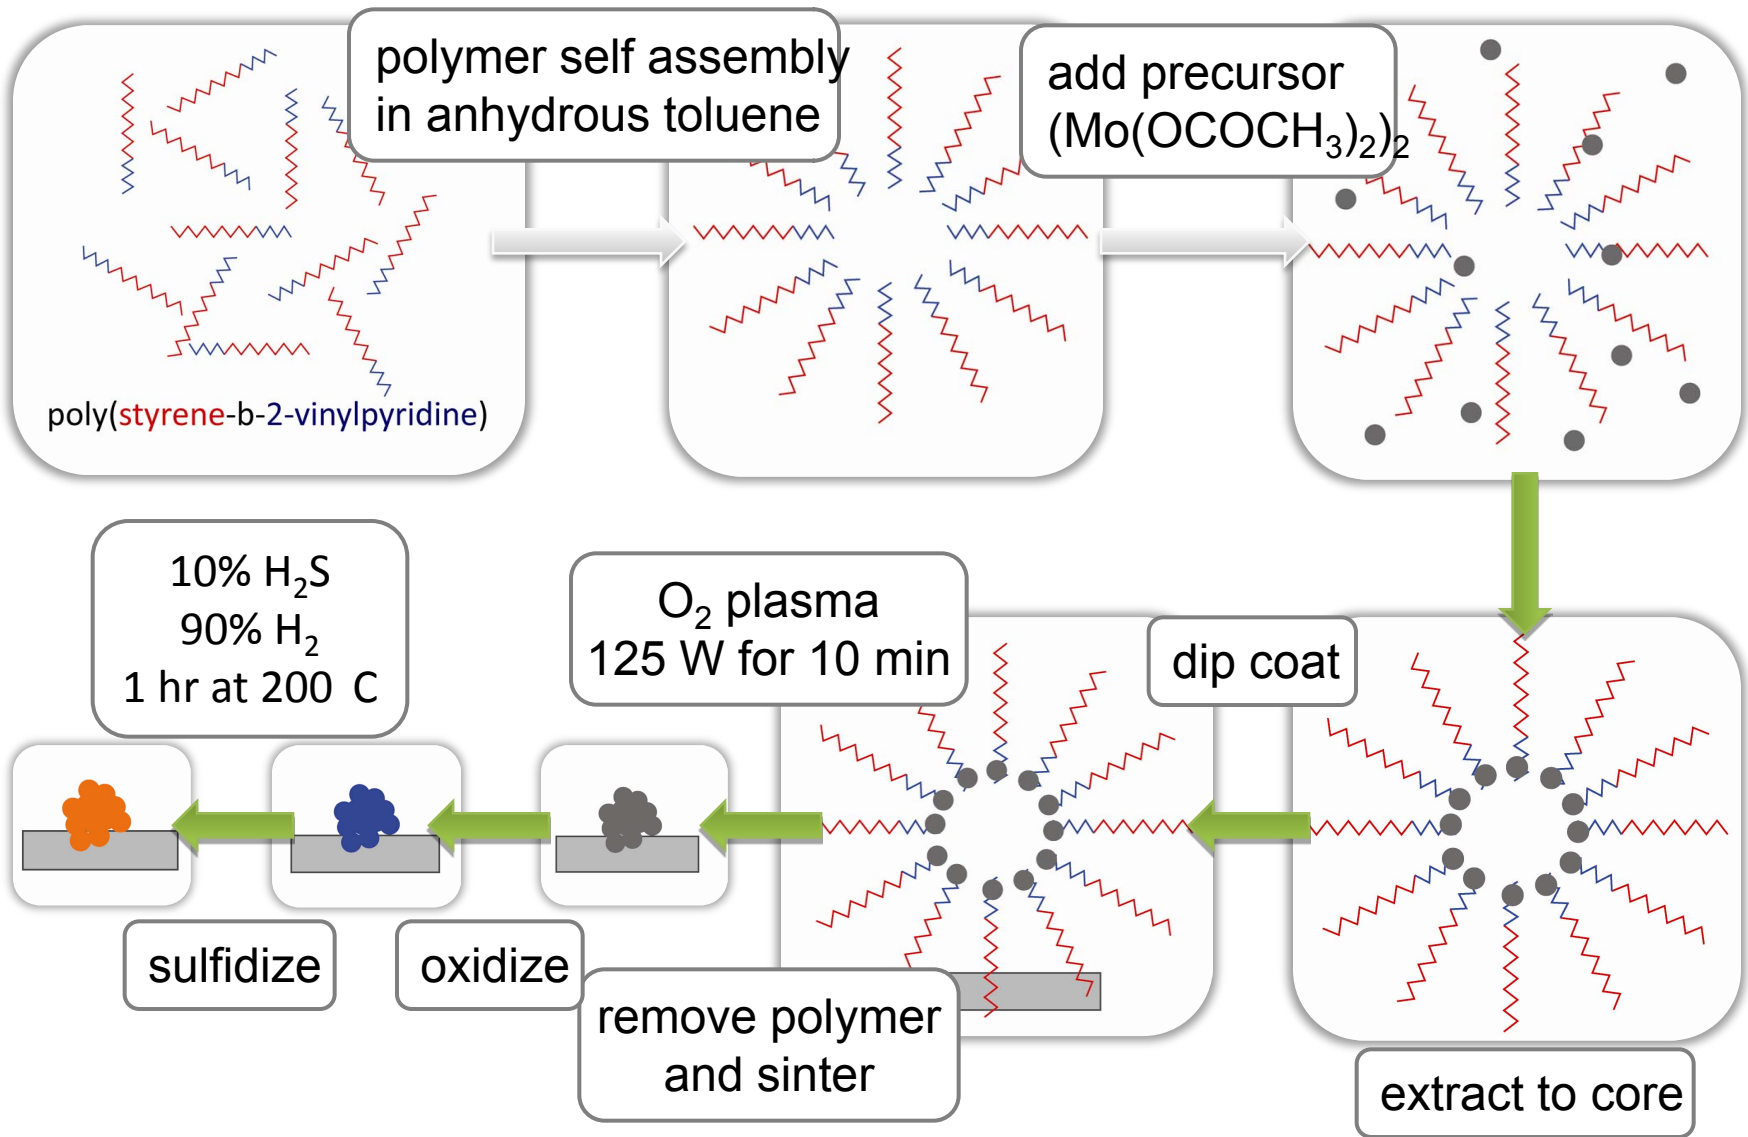 polymer self assembly
in anhydrous toluene
add precursor
(Mo(OCOCH₃)₂)₂
poly(styrene-b-2-vinylpyridine)
10% H₂S
90% H₂
1 hr at 200 C
O₂ plasma
125 W for 10 min
dip coat
sulfidize
oxidize
remove polymer
and sinter
extract to core